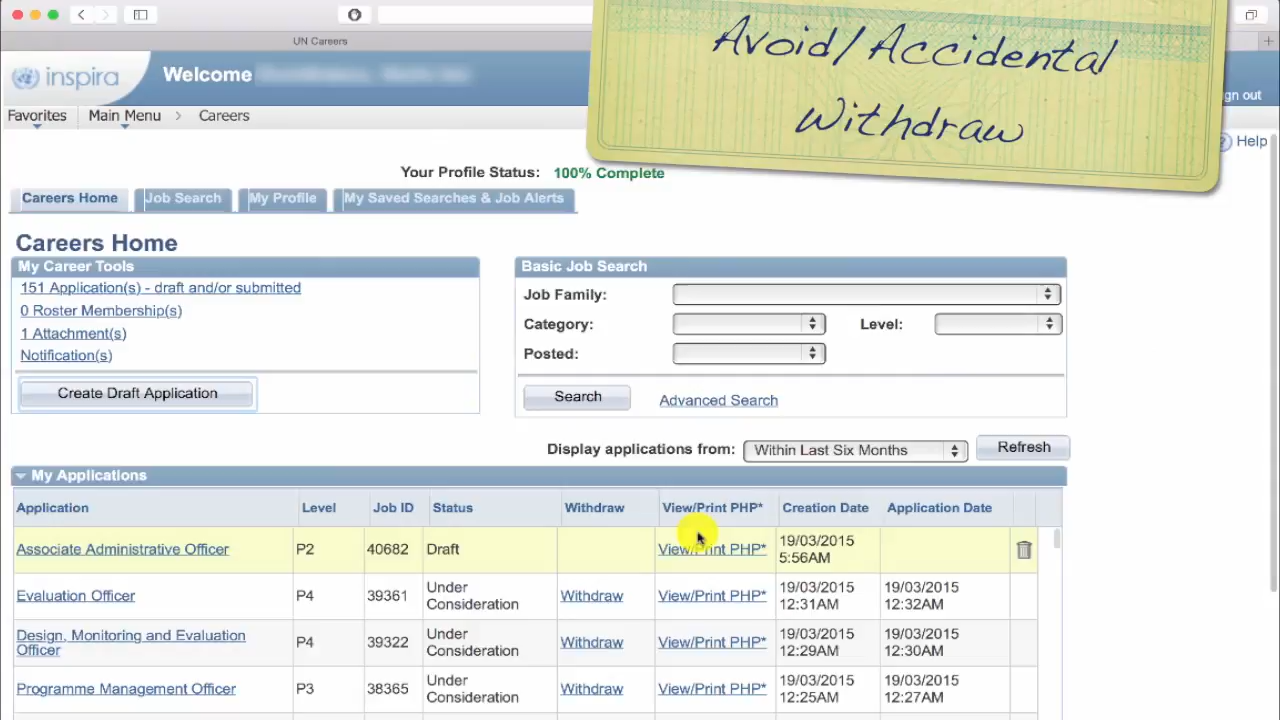 UN Careers
Avoid/Accidental
Withdraw
inspira
Welcome
gn out
Favorites
Main Menu > Careers
Help
Your Profile Status: 100% Complete
Careers Home
Job Search
My Profile
My Saved Searches & Job Alerts
Careers Home
My Career Tools
151 Application(s) - draft and/or submitted
0 Roster Membership(s)
1 Attachment(s)
Notification(s)
Create Draft Application
Basic Job Search
Job Family:
Category:
Level:
Posted:
Search
Advanced Search
Display applications from: Within Last Six Months Refresh
My Applications
Application Level Job ID Status Withdraw View/Print PHP* Creation Date Application Date
Associate Administrative Officer P2 40682 Draft View/Print PHP* 19/03/2015
5:56AM
Evaluation Officer P4 39361 Under
Consideration Withdraw View/Print PHP* 19/03/2015
12:31AM 19/03/2015
12:32AM
Design, Monitoring and Evaluation
Officer P4 39322 Under
Consideration Withdraw View/Print PHP* 19/03/2015
12:29AM 19/03/2015
12:30AM
Programme Management Officer P3 38365 Under
Consideration Withdraw View/Print PHP* 19/03/2015
12:25AM 19/03/2015
12:27AM